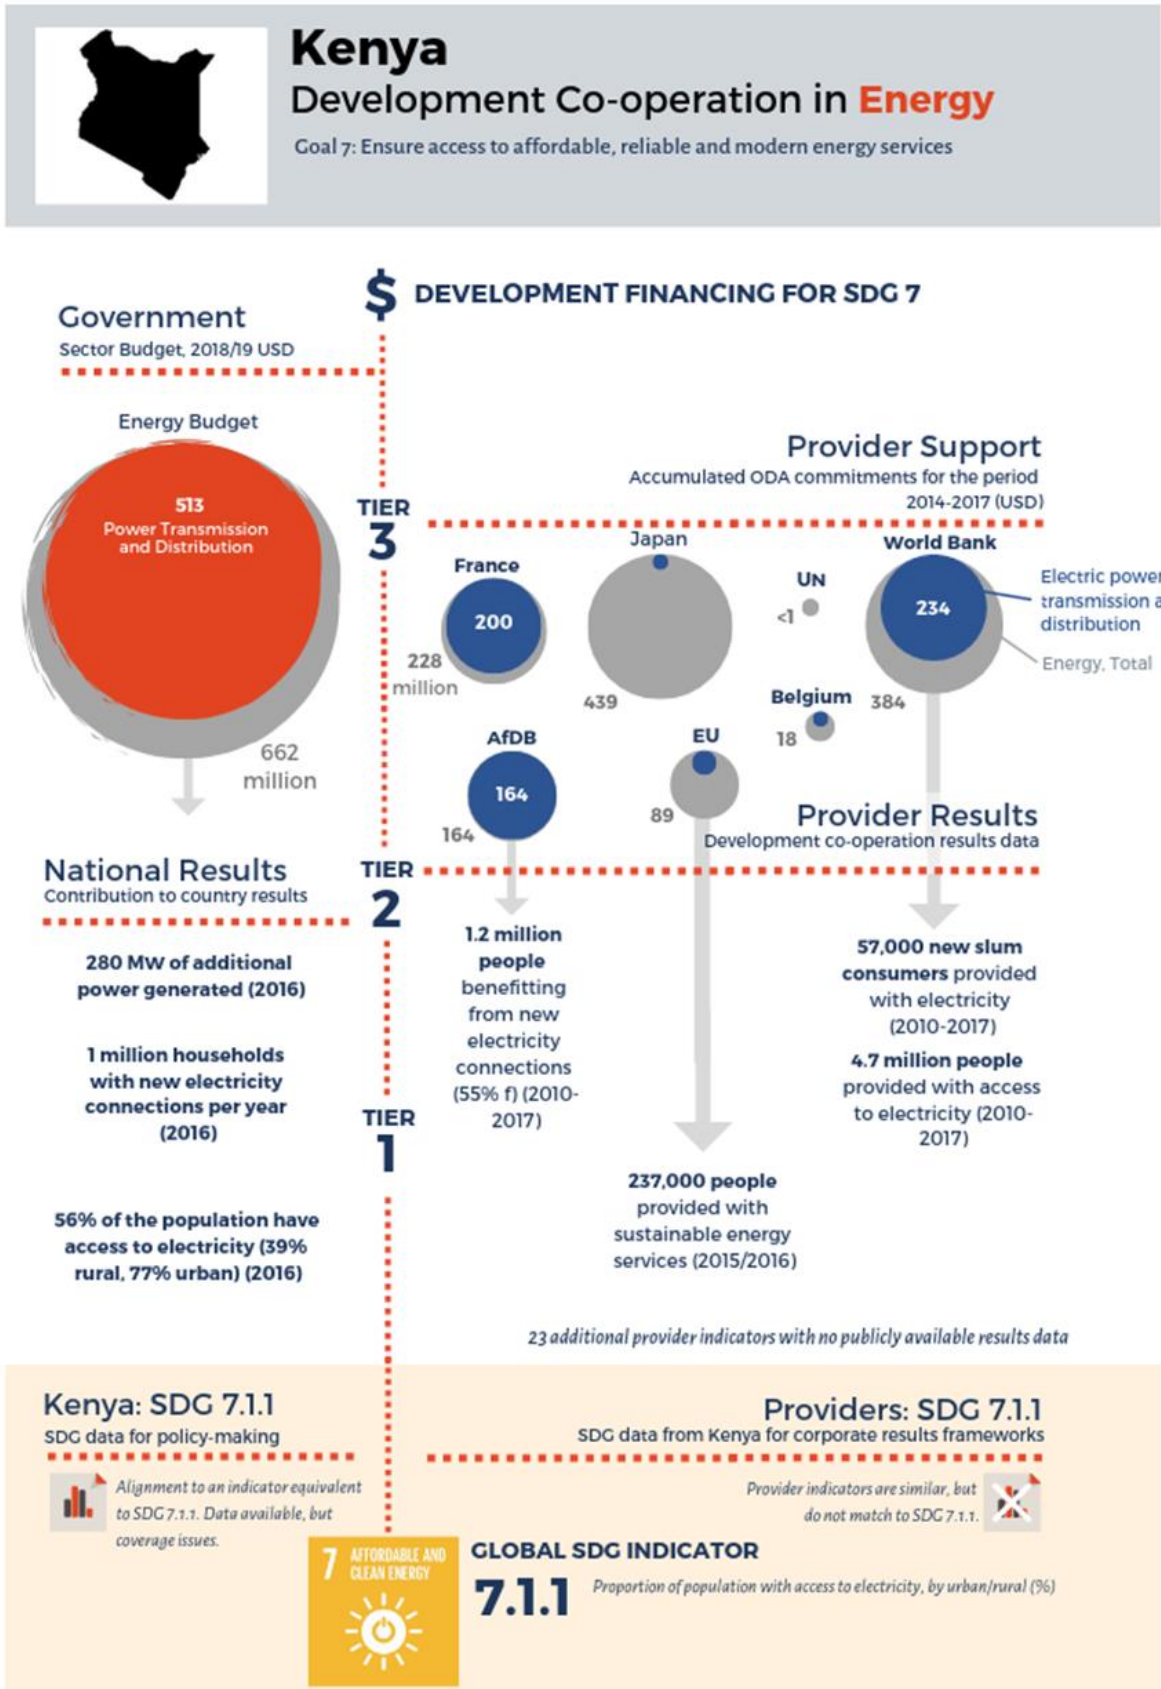 Kenya
Development Co-operation in Energy
Goal 7: Ensure access to affordable, reliable and modern energy services
$ DEVELOPMENT FINANCING FOR SDG 7
Government
Sector Budget, 2018/19 USD
Energy Budget
513
Power Transmission
and Distribution
662
million
TIER
3
Provider Support
Accumulated ODA commitments for the period
2014-2017 (USD)
France
200
228
million
Japan
439
UN
<1
World Bank
234
384
Electric power
transmission a
distribution
Energy, Total
AfDB
164
164
EU
89
Belgium
18
Provider Results
Development co-operation results data
National Results
Contribution to country results
TIER
2
280 MW of additional
power generated (2016)
1 million households
with new electricity
connections per year
(2016)
1.2 million
people
benefitting
from new
electricity
connections
(55% f) (2010-
2017)
57,000 new slum
consumers provided
with electricity
(2010-2017)
4.7 million people
provided with access
to electricity (2010-
2017)
TIER
1
237,000 people
provided with
sustainable energy
services (2015/2016)
56% of the population have
access to electricity (39%
rural, 77% urban) (2016)
23 additional provider indicators with no publicly available results data
Kenya: SDG 7.1.1
SDG data for policy-making
Alignment to an indicator equivalent
to SDG 7.1.1. Data available, but
coverage issues.
Providers: SDG 7.1.1
SDG data from Kenya for corporate results frameworks
Provider indicators are similar, but
do not match to SDG 7.1.1.
7 AFFORDABLE AND
CLEAN ENERGY
GLOBAL SDG INDICATOR
7.1.1
Proportion of population with access to electricity, by urban/rural (%)